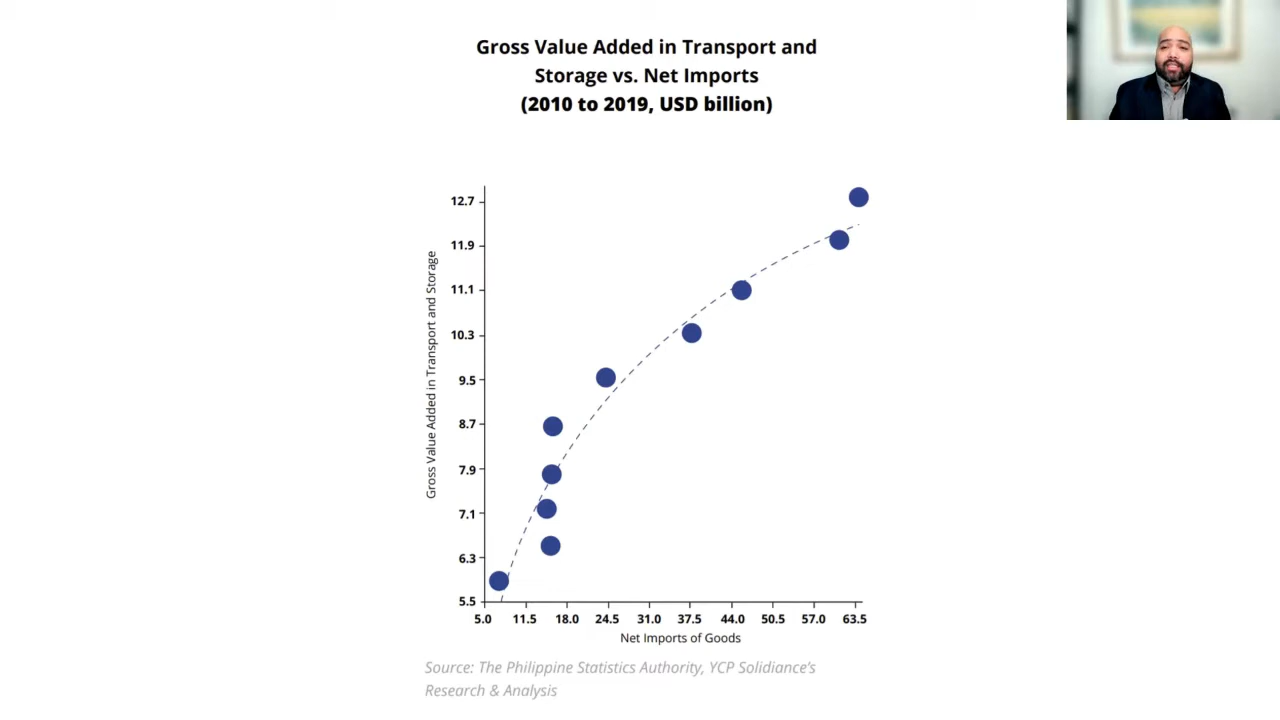 Gross Value Added in Transport and
Storage vs. Net Imports
(2010 to 2019, USD billion)
Gross Value Added in Transport and Storage
12.7
11.9
11.1
10.3
9.5
8.7
7.9
7.1
6.3
5.5
5.0 11.5 18.0 24.5 31.0 37.5 44.0 50.5 57.0 63.5
Net Imports of Goods
Source: The Philippine Statistics Authority, YCP Solidiance's
Research & Analysis